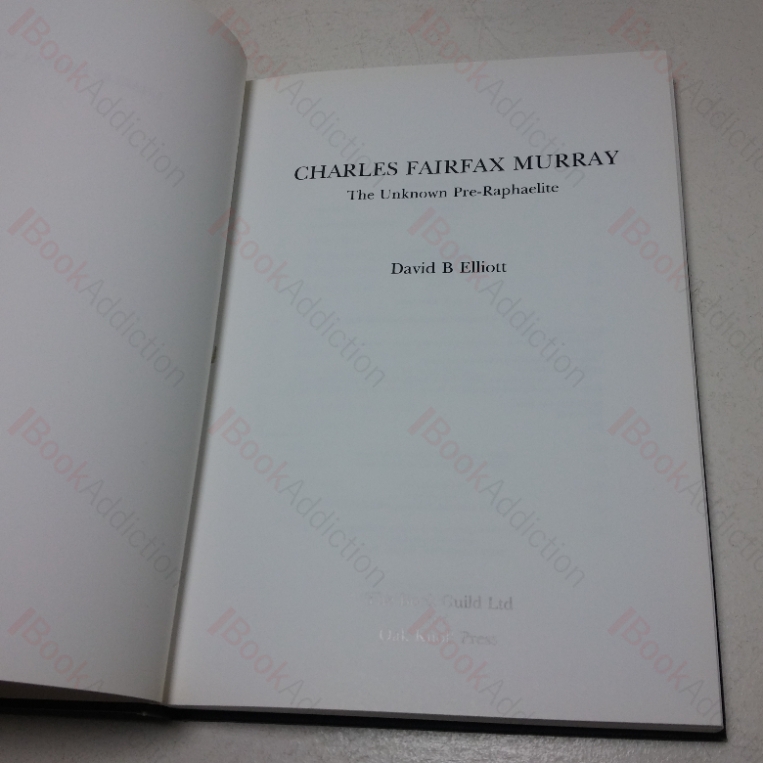 CHARLES FAIRFAX MURRAY
The Unknown Pre-Raphaelite
David B Elliott
Guild Ltd
Press
BookAddiction